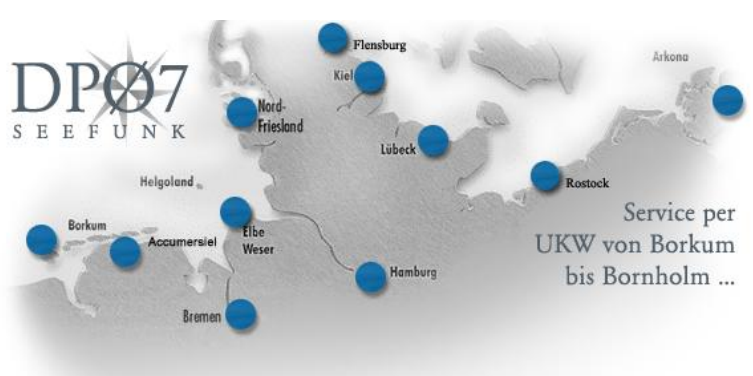 DPØ7
SEEFUNK
Flensburg
Kiel
Arkona
Nord-
Friesland
Lübeck
Rostock
Helgoland
Borkum
Accumersiel
Elbe
Weser
Hamburg
Bremen
Service per
UKW von Borkum
bis Bornholm ...